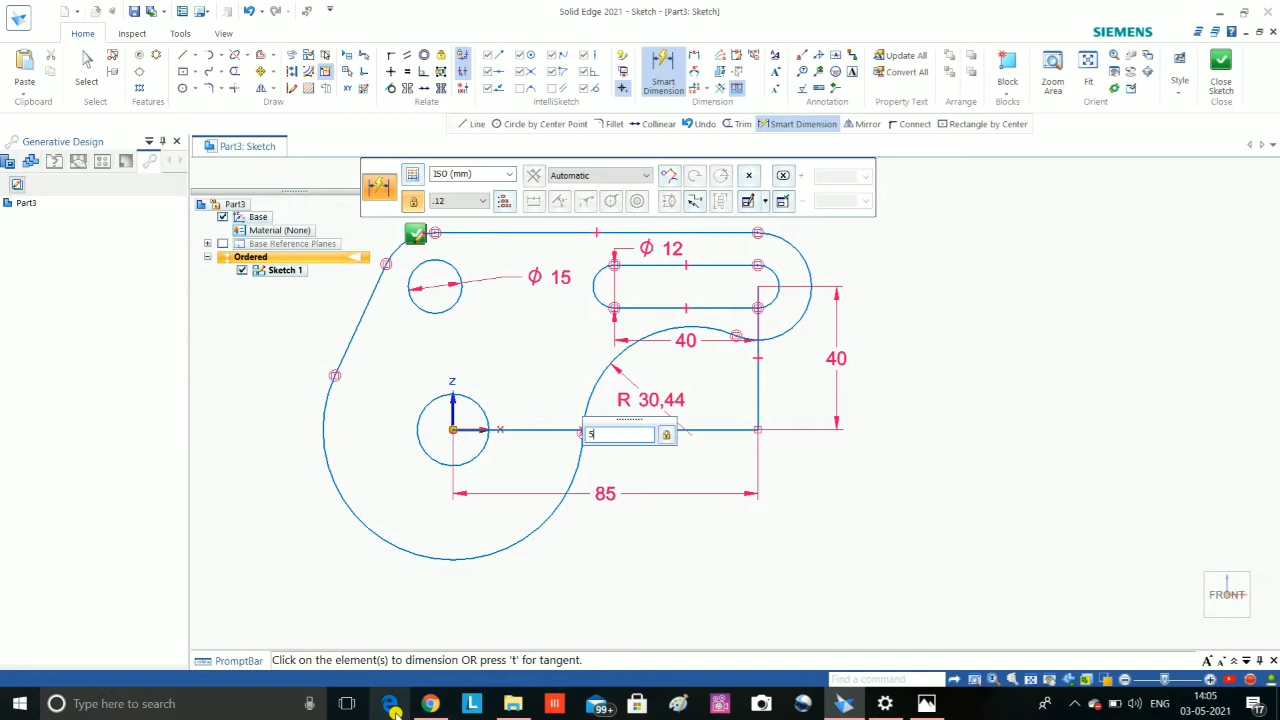 Solid Edge 2021 - Sketch - [Part3: Sketch]
Home Inspect Tools View
SIEMENS
Paste
Select
Smart Dimension
Update All
Convert All
Block
Zoom Area
Fit
Style
Close Sketch
Clipboard Select Features Draw Relate IntelliSketch Dimension Annotation Property Text Arrange Blocks Orient Style Close
Line Circle by Center Point Fillet Collinear Undo Trim Smart Dimension Mirror Connect Rectangle by Center
Generative Design
Part3: Sketch
Part3
ISO (mm)
Automatic
.12
Part3
Base
Material (None)
Base Reference Planes
Ordered
Sketch 1
ϕ 12
ϕ 15
40
40
R 30,44
Z
X
5
85
FRONT
PromptBar
Click on the element(s) to dimension OR press 't' for tangent.
Find a command
Type here to search
99+
ENG
14:05
03-05-2021
17